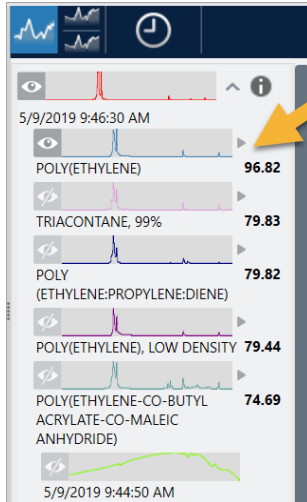 5/9/2019 9:46:30 AM
POLY(ETHYLENE) 96.82
TRIACONTANE, 99% 79.83
POLY 79.82
(ETHYLENE:PROPYLENE:DIENE)
POLY(ETHYLENE), LOW DENSITY 79.44
POLY(ETHYLENE-CO-BUTYL 74.69
ACRYLATE-CO-MALEIC
ANHYDRIDE)
5/9/2019 9:44:50 AM